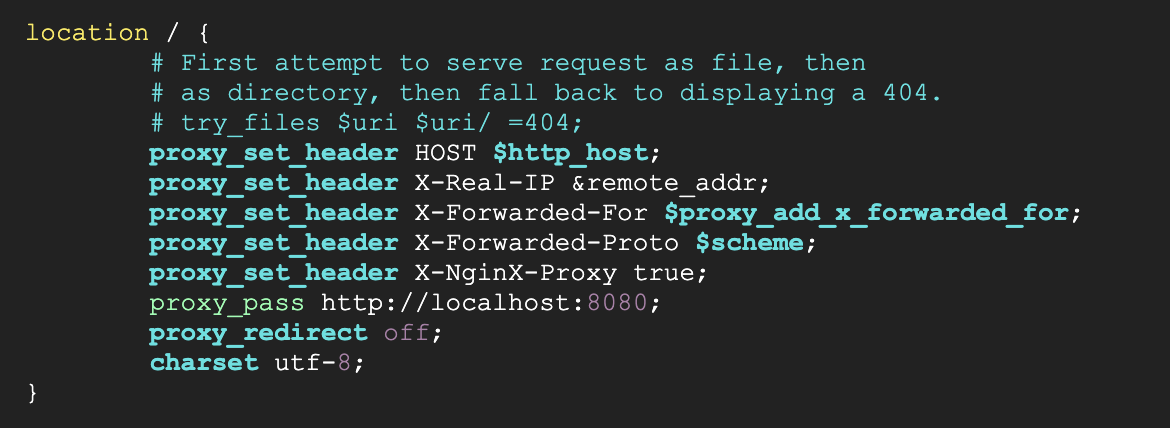 location / {
# First attempt to serve request as file, then
# as directory, then fall back to displaying a 404.
# try_files $uri $uri/ =404;
proxy_set_header HOST $http_host;
proxy_set_header X-Real-IP &remote_addr;
proxy_set_header X-Forwarded-For $proxy_add_x_forwarded_for;
proxy_set_header X-Forwarded-Proto $scheme;
proxy_set_header X-NginX-Proxy true;
proxy_pass http://localhost:8080;
proxy_redirect off;
charset utf-8;
}